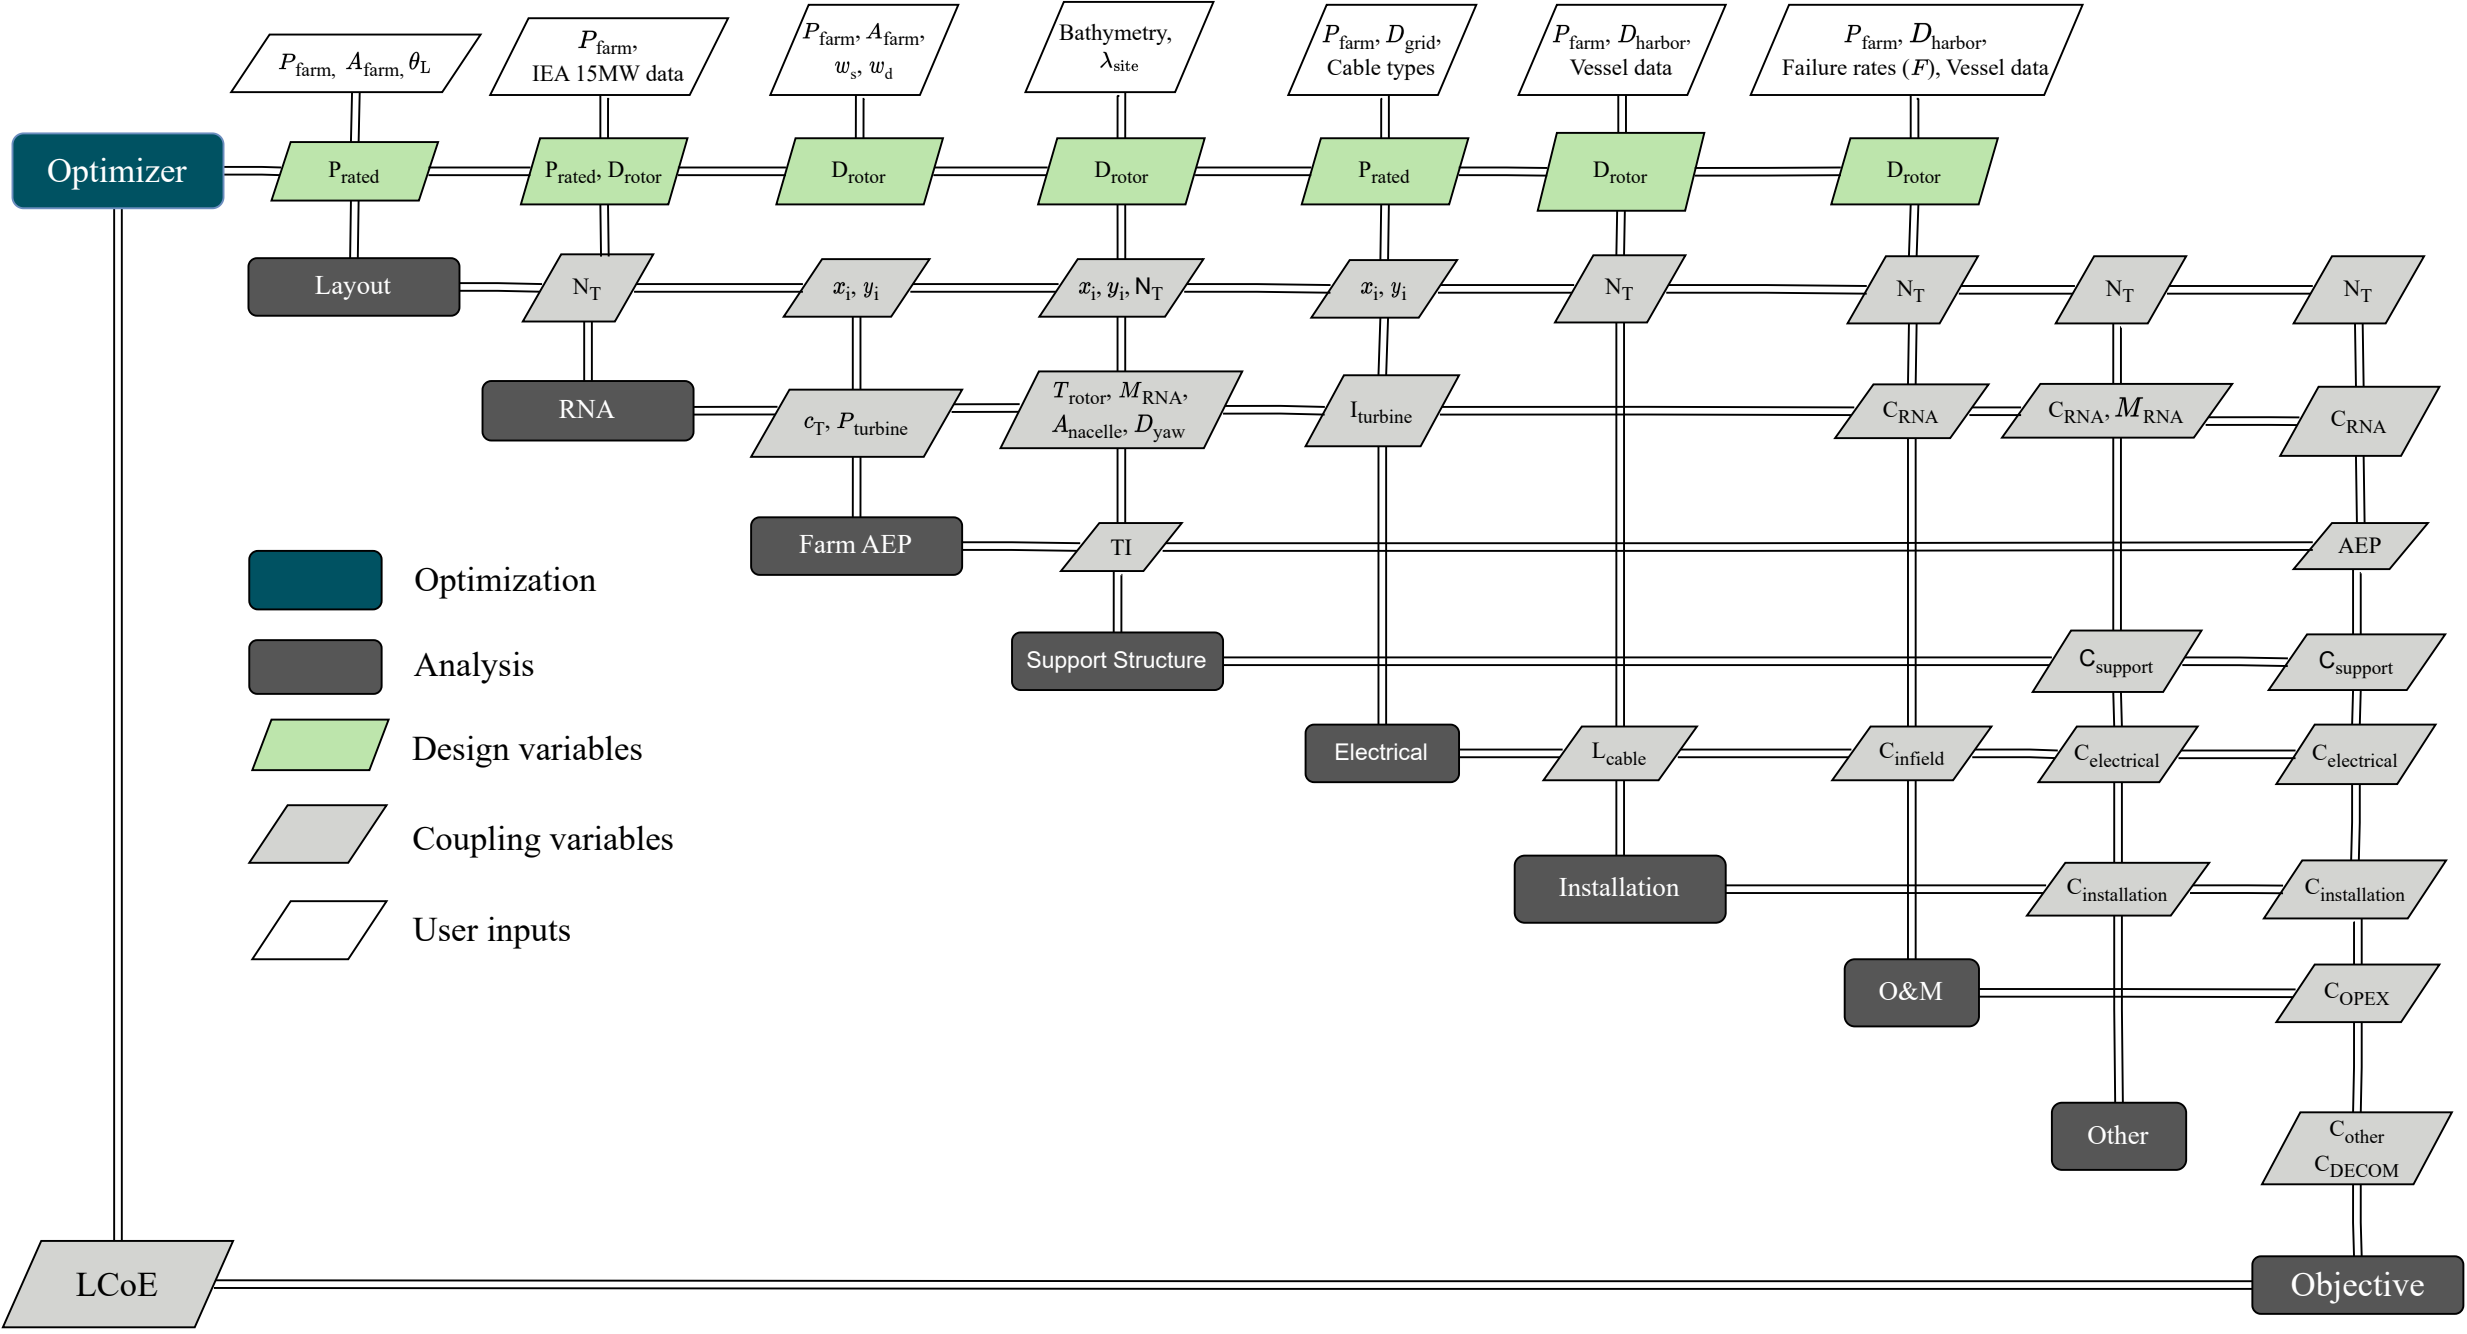 P_farm, A_farm, θ_L
P_farm,
IEA 15MW data
P_farm, A_farm,
w_s, w_d
Bathymetry,
λ_site
P_farm, D_grid,
Cable types
P_farm, D_harbor,
Vessel data
P_farm, D_harbor,
Failure rates (F), Vessel data
Optimizer
P_rated
P_rated, D_rotor
D_rotor
D_rotor
P_rated
D_rotor
D_rotor
Layout
N_T
x_i, y_i
x_i, y_i, N_T
x_i, y_i
N_T
N_T
N_T
N_T
RNA
c_T, P_turbine
T_rotor, M_RNA,
A_nacelle, D_yaw
I_turbine
C_RNA
C_RNA, M_RNA
C_RNA
Farm AEP
TI
AEP
Support Structure
C_support
C_support
Electrical
L_cable
C_infield
C_electrical
C_electrical
Installation
C_installation
C_installation
O&M
C_OPEX
Other
C_other
C_DECOM
LCoE
Objective
Optimization
Analysis
Design variables
Coupling variables
User inputs